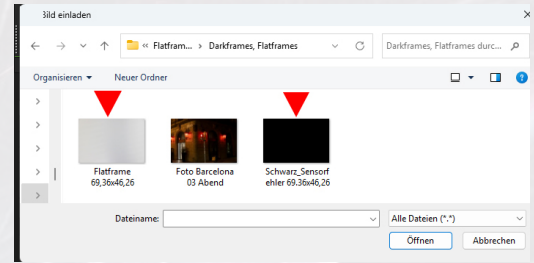 Bild einladen
« Flatfram... › Darkframes, Flatframes
Darkframes, Flatframes durc...
Organisieren
Neuer Ordner
Flatframe
69,36x46,26
Foto Barcelona
03 Abend
Schwarz_Sensorf
ehler 69.36x46,26
Dateiname:
Alle Dateien (*.*)
Öffnen
Abbrechen